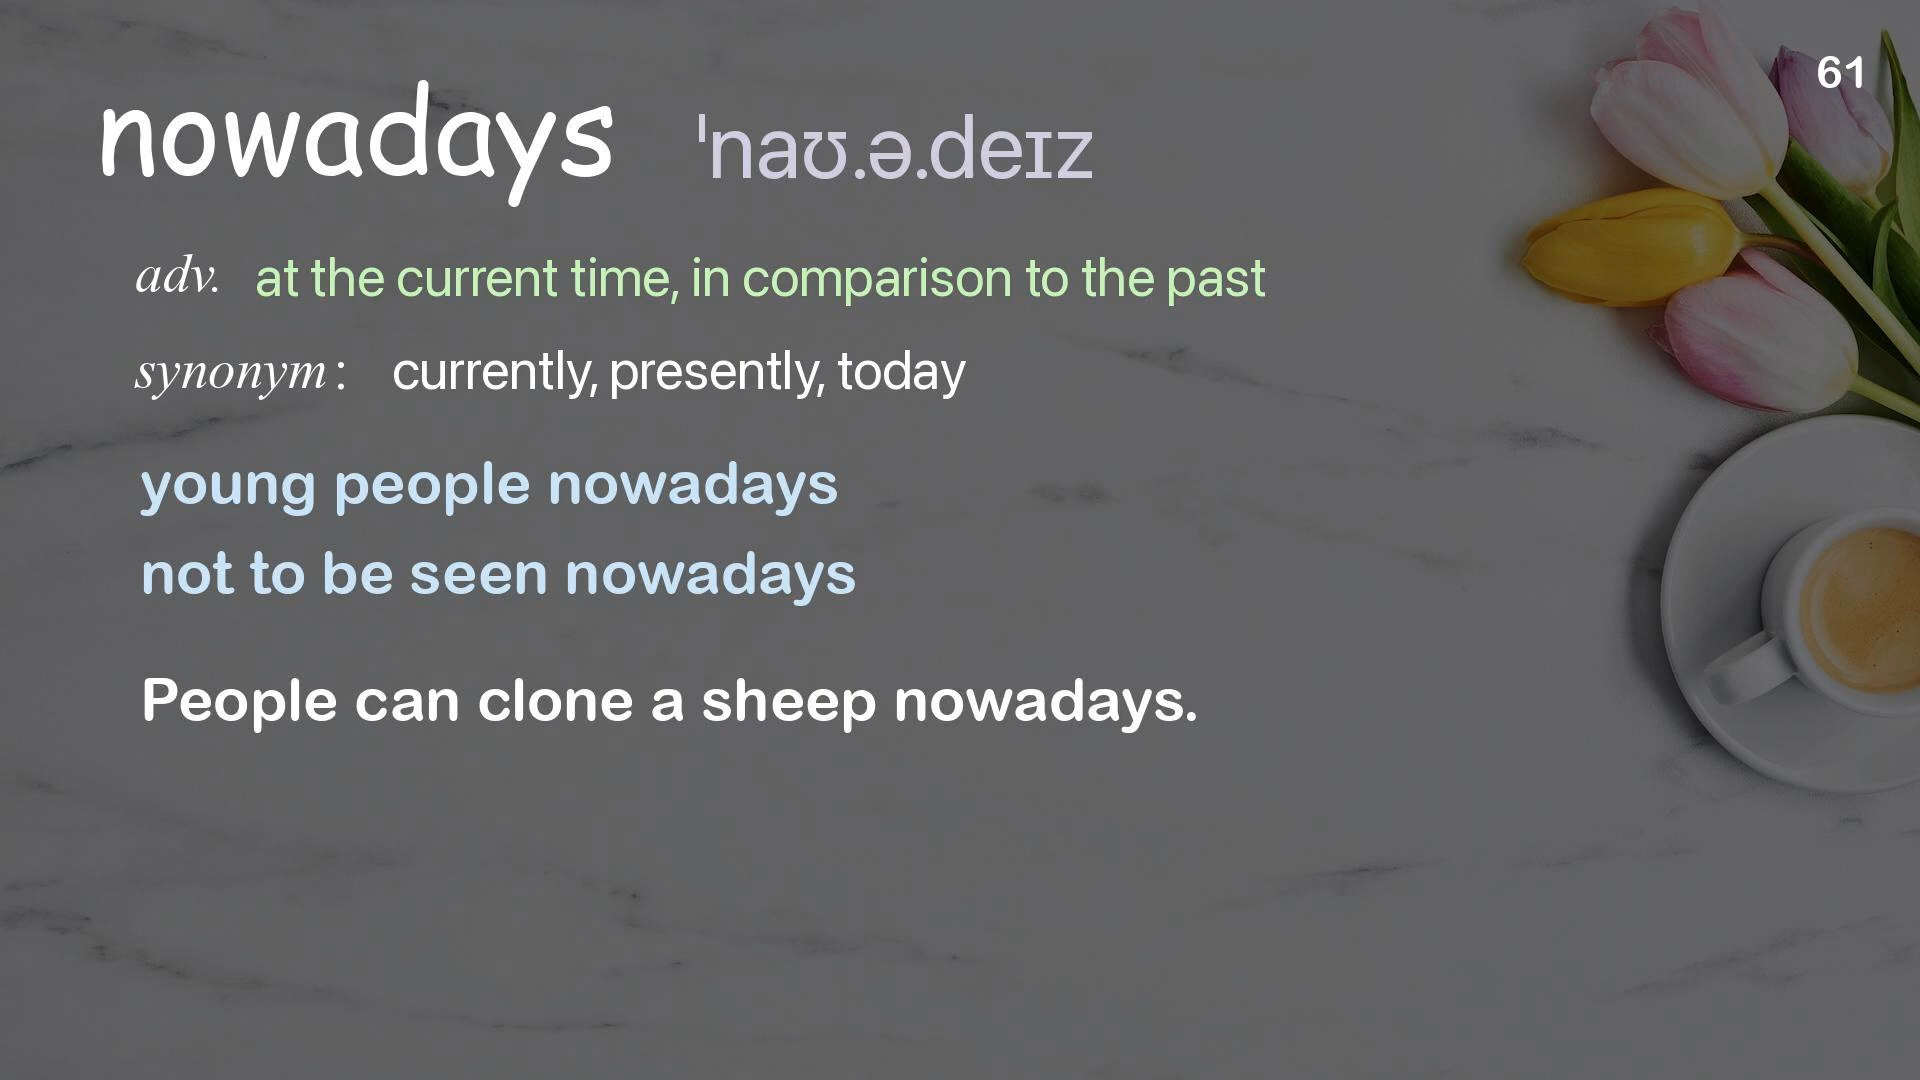 61
nowadays ˈnaʊ.ə.deɪz
adv. at the current time, in comparison to the past
synonym : currently, presently, today
young people nowadays
not to be seen nowadays
People can clone a sheep nowadays.